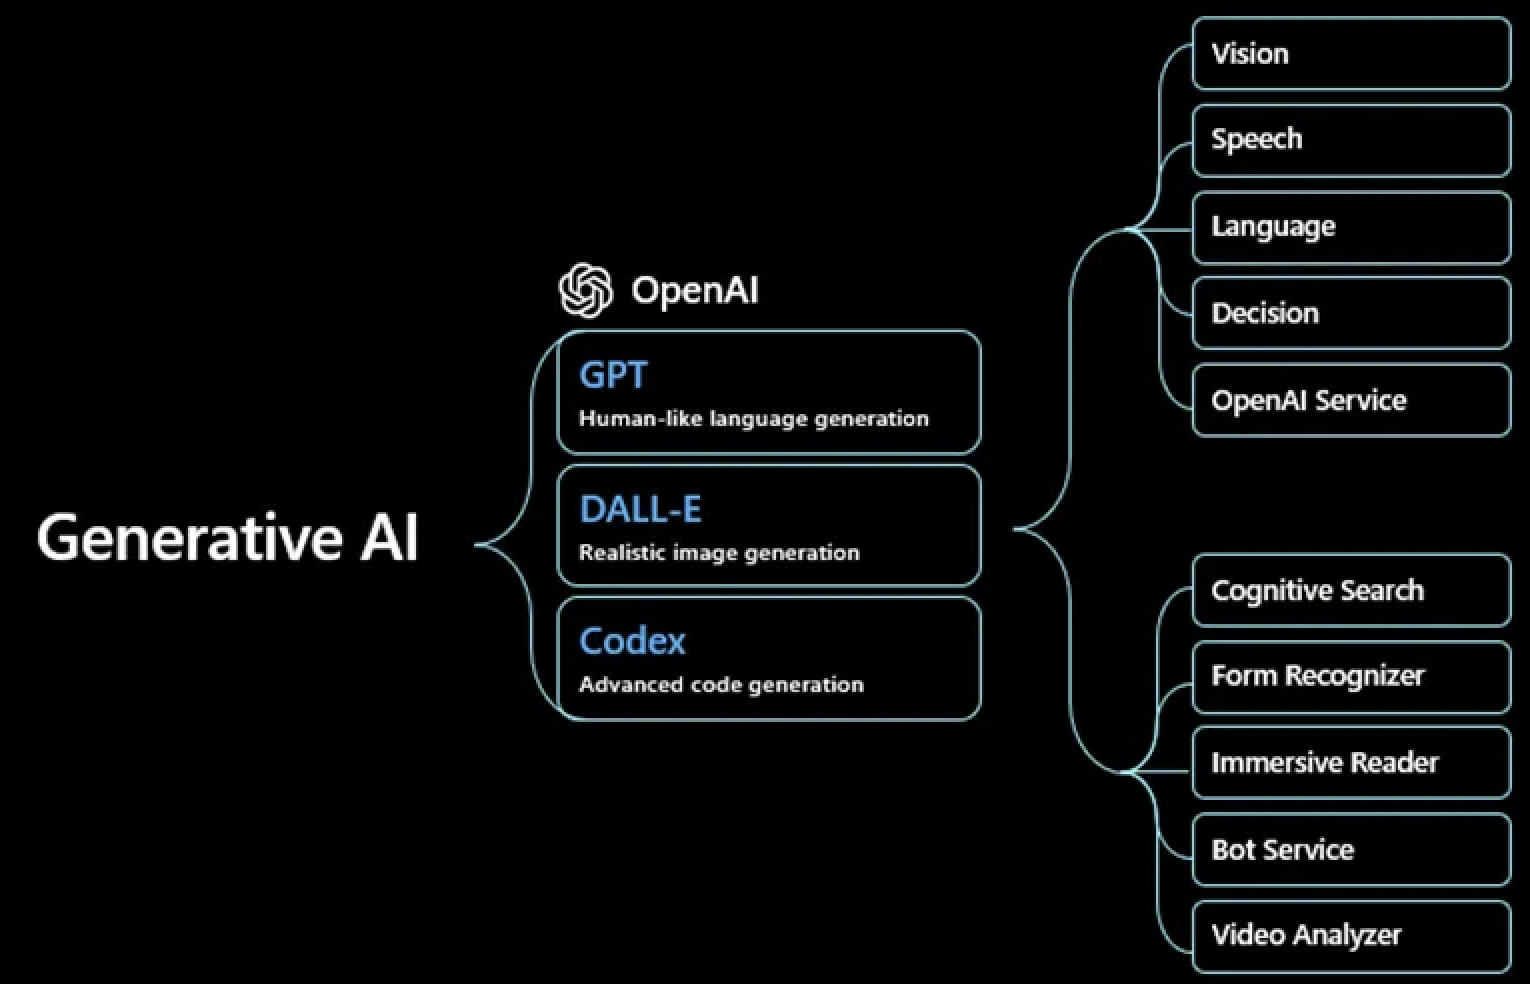 Generative AI
OpenAI
GPT
Human-like language generation
DALL-E
Realistic image generation
Codex
Advanced code generation
Vision
Speech
Language
Decision
OpenAI Service
Cognitive Search
Form Recognizer
Immersive Reader
Bot Service
Video Analyzer